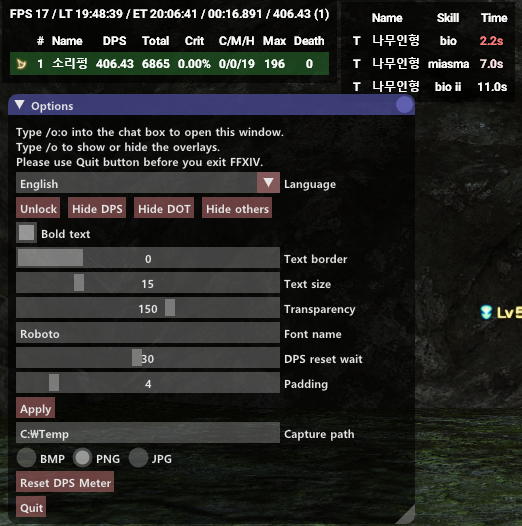 FPS 17 / LT 19:48:39 / ET 20:06:41 / 00:16.891 / 406.43 (1)
# Name DPS Total Crit C/M/H Max Death
1 소리핑 406.43 6865 0.00% 0/0/19 196 0
Name Skill Time
T 나무인형 bio 2.2s
T 나무인형 miasma 7.0s
T 나무인형 bio ii 11.0s
Options
Type /o:o into the chat box to open this window.
Type /o to show or hide the overlays.
Please use Quit button before you exit FFXIV.
English Language
Unlock Hide DPS Hide DOT Hide others
Bold text
0 Text border
15 Text size
150 Transparency
Roboto Font name
30 DPS reset wait
4 Padding
Apply
C:₩Temp Capture path
BMP PNG JPG
Reset DPS Meter
Quit